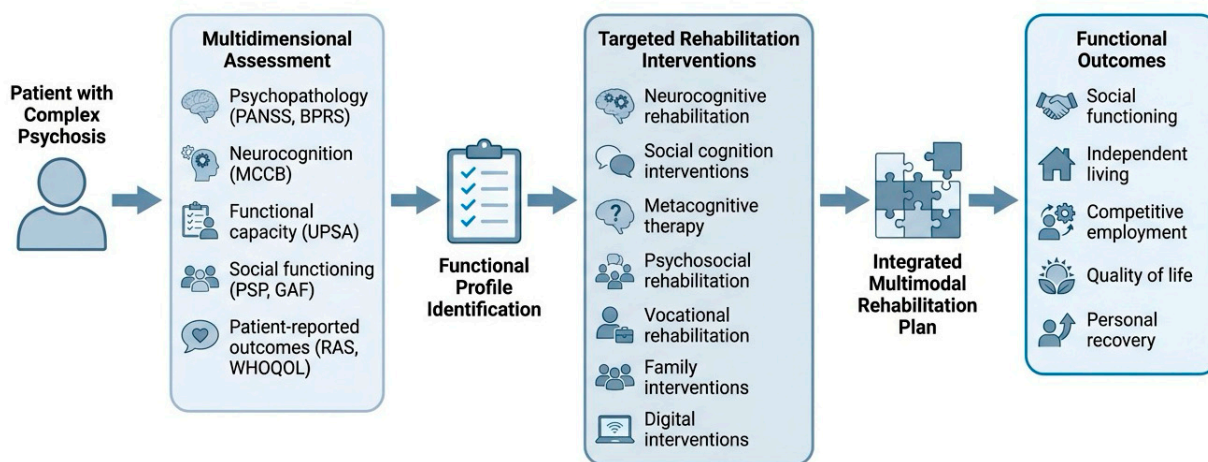 Patient with
Complex
Psychosis
Multidimensional
Assessment
Psychopathology
(PANSS, BPRS)
Neurocognition
(MCCB)
Functional
capacity (UPSA)
Social functioning
(PSP, GAF)
Patient-reported
outcomes (RAS,
WHOQOL)
Functional
Profile
Identification
Targeted Rehabilitation
Interventions
Neurocognitive
rehabilitation
Social cognition
interventions
?
Metacognitive
therapy
Psychosocial
rehabilitation
Vocational
rehabilitation
Family
interventions
Digital
interventions
Integrated
Multimodal
Rehabilitation
Plan
Functional
Outcomes
Social
functioning
Independent
living
Competitive
employment
Quality of life
Personal
recovery